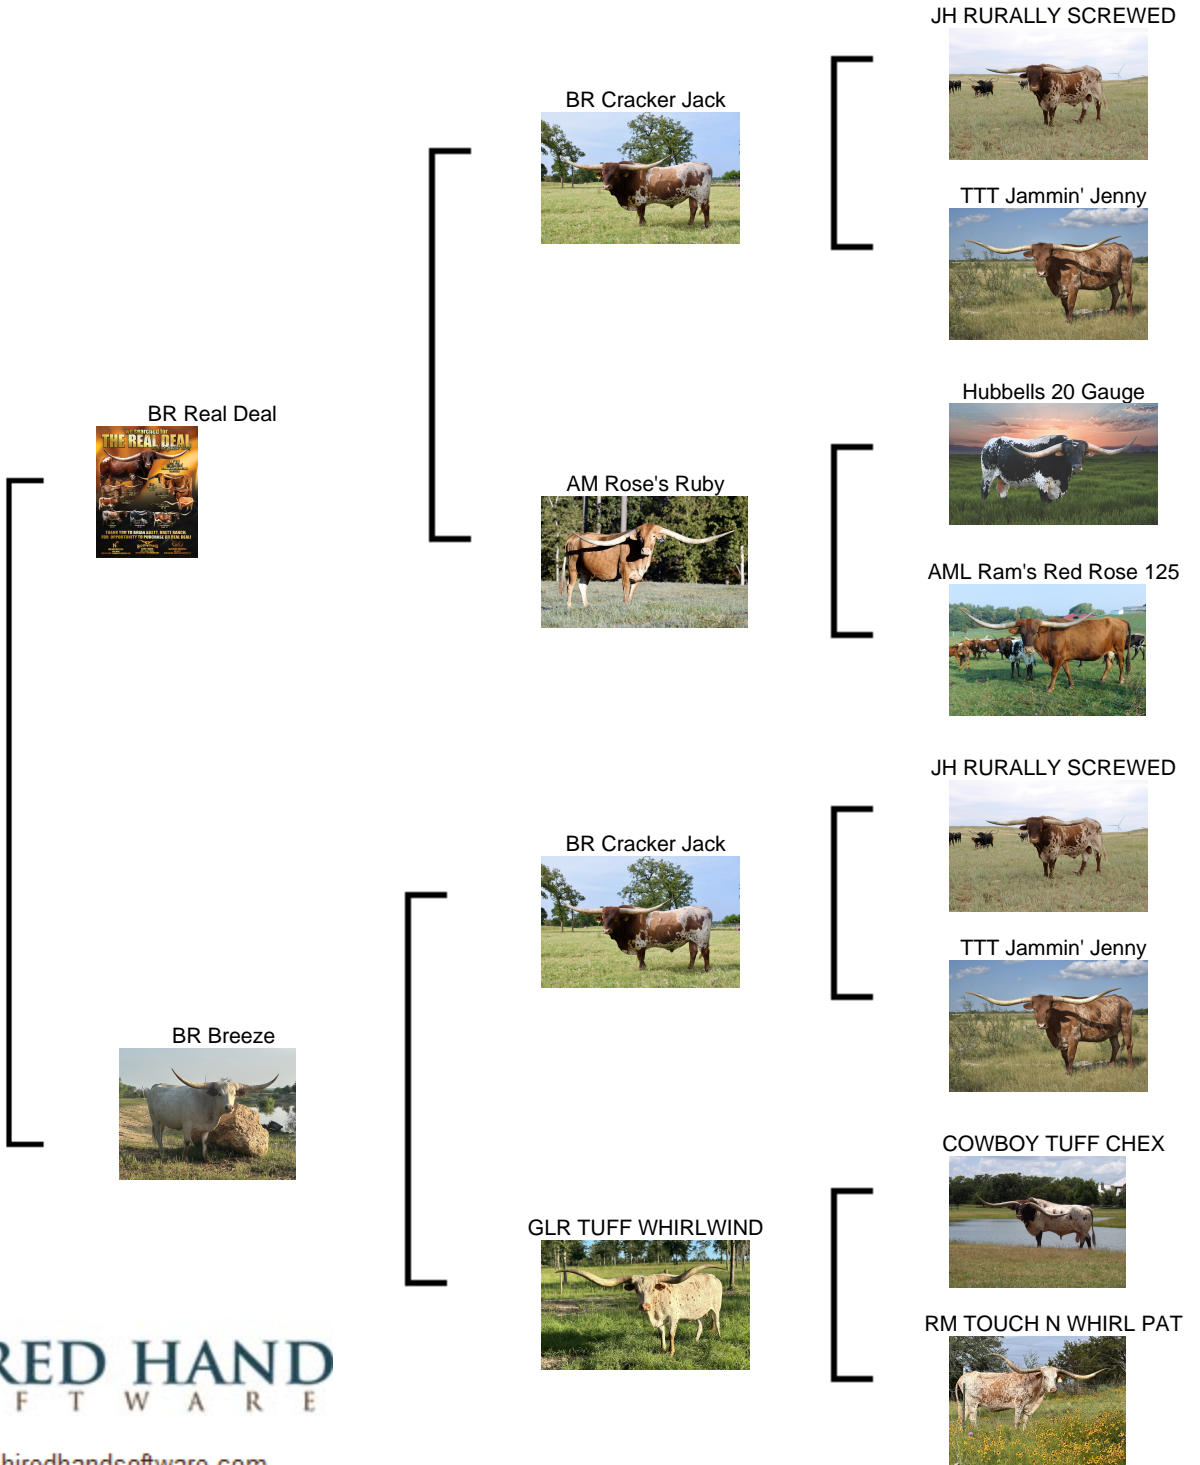 JH RURALLY SCREWED
BR Cracker Jack
TTT Jammin' Jenny
Hubbells 20 Gauge
BR Real Deal
THE REAL DEAL
AM Rose's Ruby
AML Ram's Red Rose 125
JH RURALLY SCREWED
BR Cracker Jack
TTT Jammin' Jenny
BR Breeze
COWBOY TUFF CHEX
GLR TUFF WHIRLWIND
RM TOUCH N WHIRL PAT
RED HAND
F T W A R E
hiredhandsoftware.com